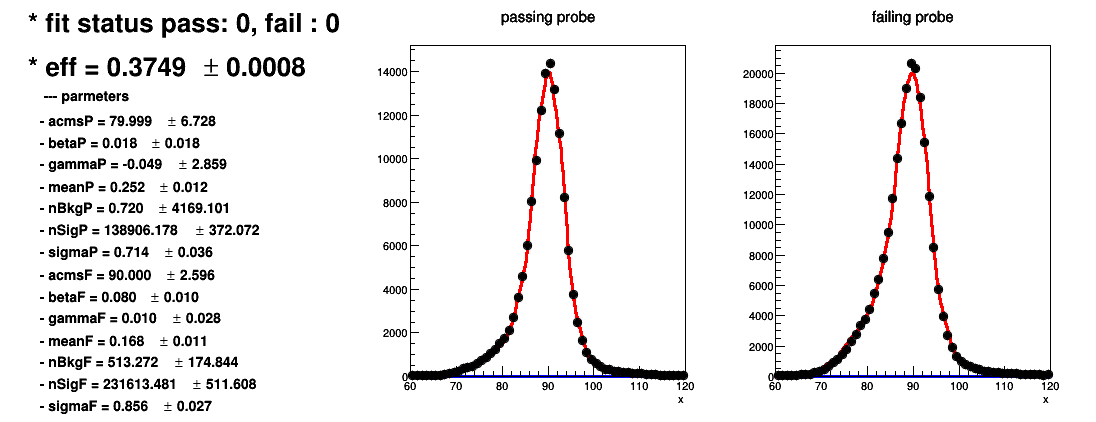 * fit status pass: 0, fail : 0
* eff = 0.3749 ± 0.0008
--- parmeters
- acmsP = 79.999 ± 6.728
- betaP = 0.018 ± 0.018
- gammaP = -0.049 ± 2.859
- meanP = 0.252 ± 0.012
- nBkgP = 0.720 ± 4169.101
- nSigP = 138906.178 ± 372.072
- sigmaP = 0.714 ± 0.036
- acmsF = 90.000 ± 2.596
- betaF = 0.080 ± 0.010
- gammaF = 0.010 ± 0.028
- meanF = 0.168 ± 0.011
- nBkgF = 513.272 ± 174.844
- nSigF = 231613.481 ± 511.608
- sigmaF = 0.856 ± 0.027
passing probe
14000
12000
10000
8000
6000
4000
2000
0
60 70 80 90 100 110 120
x
failing probe
20000
18000
16000
14000
12000
10000
8000
6000
4000
2000
0
60 70 80 90 100 110 120
x